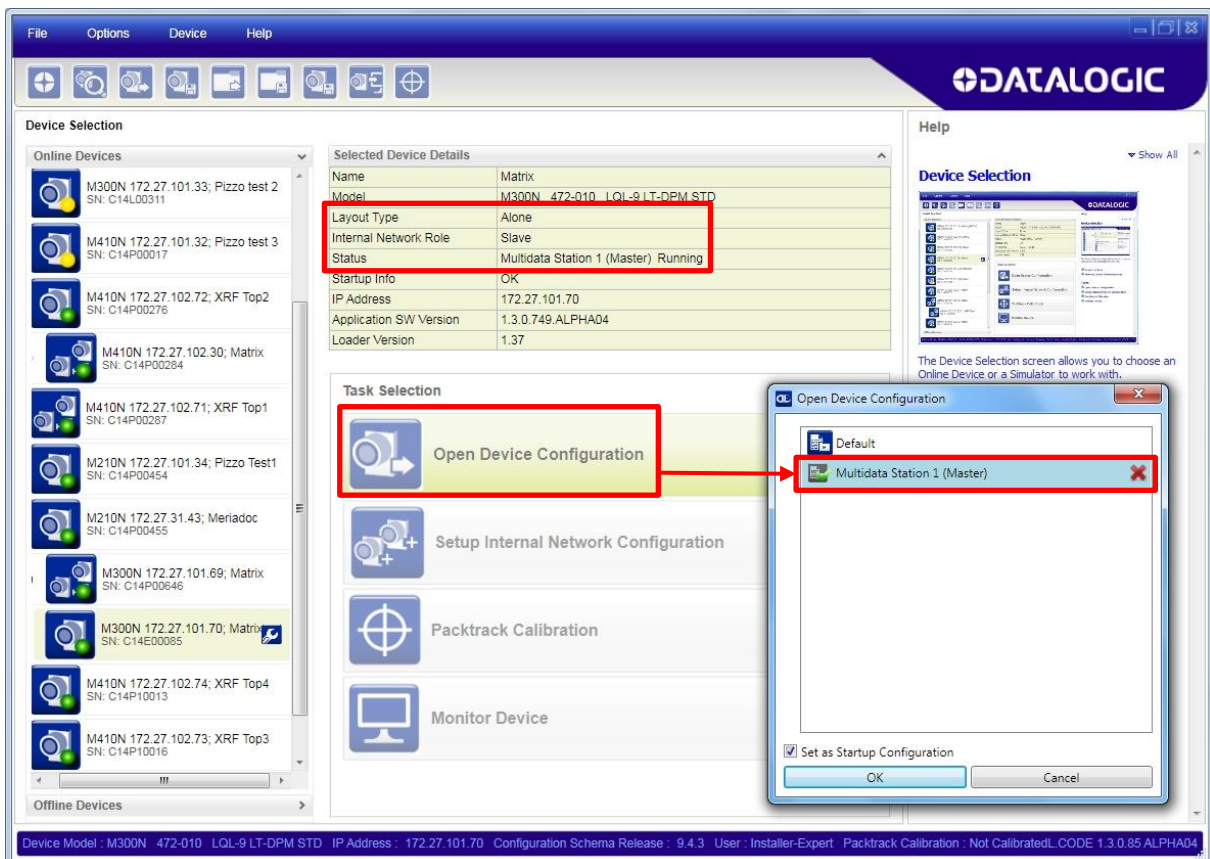 File Options Device Help
DATALOGIC
Device Selection
Online Devices
M300N 172.27.101.33; Pizzo test 2
SN: C14L00311
M410N 172.27.101.32; Pizzo test 3
SN: C14P00017
M410N 172.27.102.72; XRF Top2
SN: C14P00276
M410N 172.27.102.30; Matrix
SN: C14P00284
M410N 172.27.102.71; XRF Top1
SN: C14P00287
M210N 172.27.101.34; Pizzo Test1
SN: C14P00454
M210N 172.27.31.43; Meriadoc
SN: C14P00455
M300N 172.27.101.69; Matrix
SN: C14P00646
M300N 172.27.101.70; Matrix
SN: C14E00085
M410N 172.27.102.74; XRF Top4
SN: C14P10013
M410N 172.27.102.73; XRF Top3
SN: C14P10016
Offline Devices
Selected Device Details
Name Matrix
Model M300N 472-010 LQL-9 LT-DPM STD
Layout Type Alone
Internal Network Role Slave
Status Multidata Station 1 (Master) Running
Startup Info OK
IP Address 172.27.101.70
Application SW Version 1.3.0.749.ALPHA04
Loader Version 1.37
Task Selection
Open Device Configuration
Setup Internal Network Configuration
Packtrack Calibration
Monitor Device
Help
Show All
Device Selection
The Device Selection screen allows you to choose an
Online Device or a Simulator to work with.
Open Device Configuration
Default
Multidata Station 1 (Master)
Set as Startup Configuration
OK Cancel
Device Model : M300N 472-010 LQL-9 LT-DPM STD IP Address : 172.27.101.70 Configuration Schema Release : 9.4.3 User : Installer-Expert Packtrack Calibration : Not CalibratedL.CODE 1.3.0.85 ALPHA04